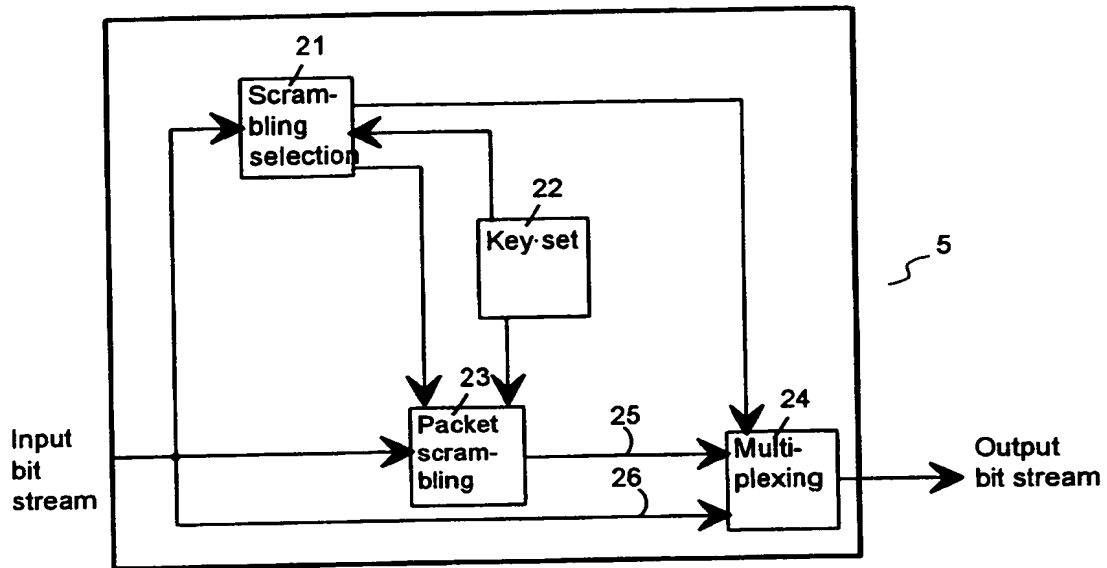 21
Scram-
bling
selection
22
Key set
5
23
Packet
scram-
bling
25
26
24
Multi-
plexing
Input
bit
stream
Output
bit stream